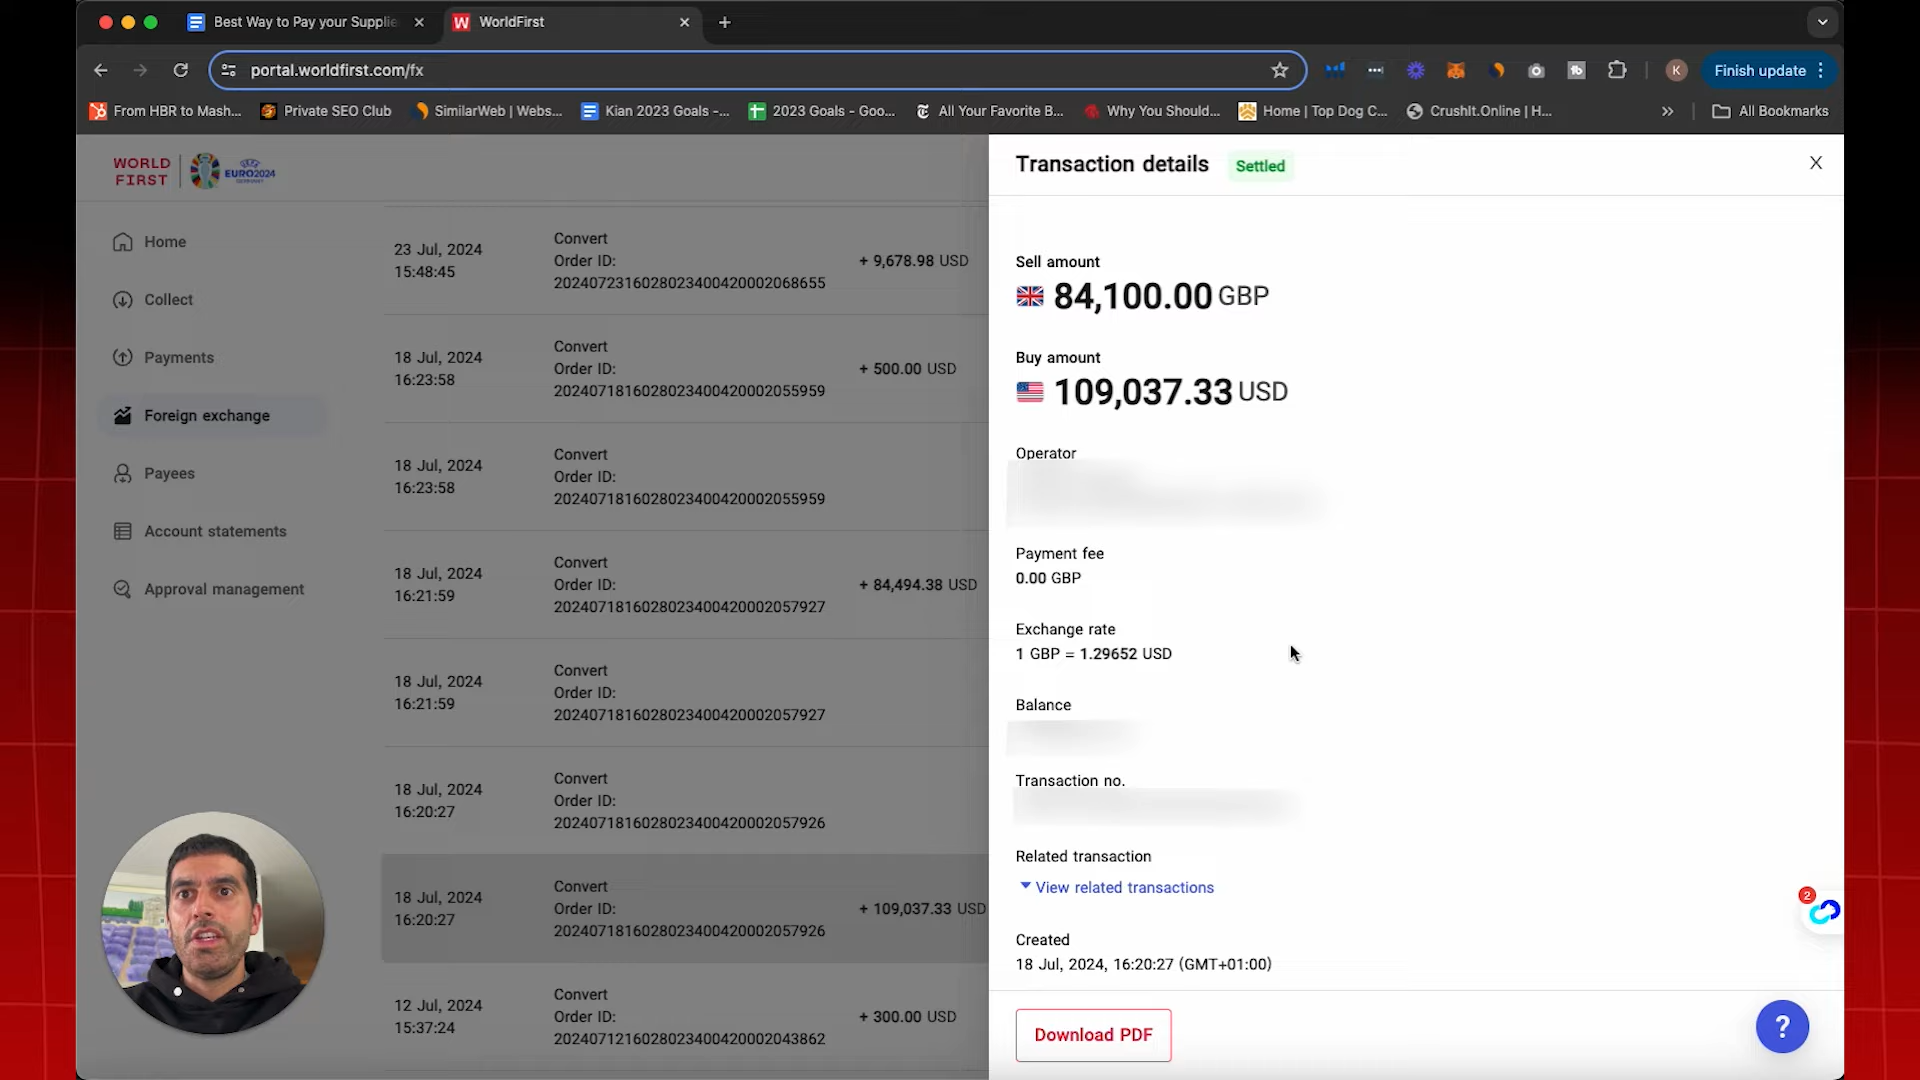 Best Way to Pay your Supplie
WorldFirst
portal.worldfirst.com/fx
K
Finish update
From HBR to Mash...
Private SEO Club
SimilarWeb | Webs...
Kian 2023 Goals -...
2023 Goals - Goo...
All Your Favorite B...
Why You Should...
Home | Top Dog C...
CrushIt.Online | H...
All Bookmarks
WORLD
FIRST
EURO2024
Home
Collect
Payments
Foreign exchange
Payees
Account statements
Approval management
23 Jul, 2024
15:48:45
Convert
Order ID:
2024072316028023400420002068655
+ 9,678.98 USD
18 Jul, 2024
16:23:58
Convert
Order ID:
2024071816028023400420002055959
+ 500.00 USD
18 Jul, 2024
16:23:58
Convert
Order ID:
2024071816028023400420002055959
18 Jul, 2024
16:21:59
Convert
Order ID:
2024071816028023400420002057927
+ 84,494.38 USD
18 Jul, 2024
16:21:59
Convert
Order ID:
2024071816028023400420002057927
18 Jul, 2024
16:20:27
Convert
Order ID:
2024071816028023400420002057926
18 Jul, 2024
16:20:27
Convert
Order ID:
2024071816028023400420002057926
+ 109,037.33 USD
12 Jul, 2024
15:37:24
Convert
Order ID:
2024071216028023400420002043862
+ 300.00 USD
Transaction details
Settled
Sell amount
84,100.00 GBP
Buy amount
109,037.33 USD
Operator
Payment fee
0.00 GBP
Exchange rate
1 GBP = 1.29652 USD
Balance
Transaction no.
Related transaction
View related transactions
Created
18 Jul, 2024, 16:20:27 (GMT+01:00)
Download PDF
2
?